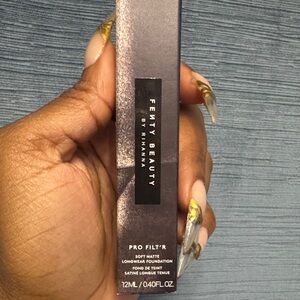 FENTY BEAUTY
BY RIHANNA
PRO FILT'R
SOFT MATTE
LONGWEAR FOUNDATION
FOND DE TEINT
SATINÉ LONGUE TENUE
12ML / 0.40FL.OZ.